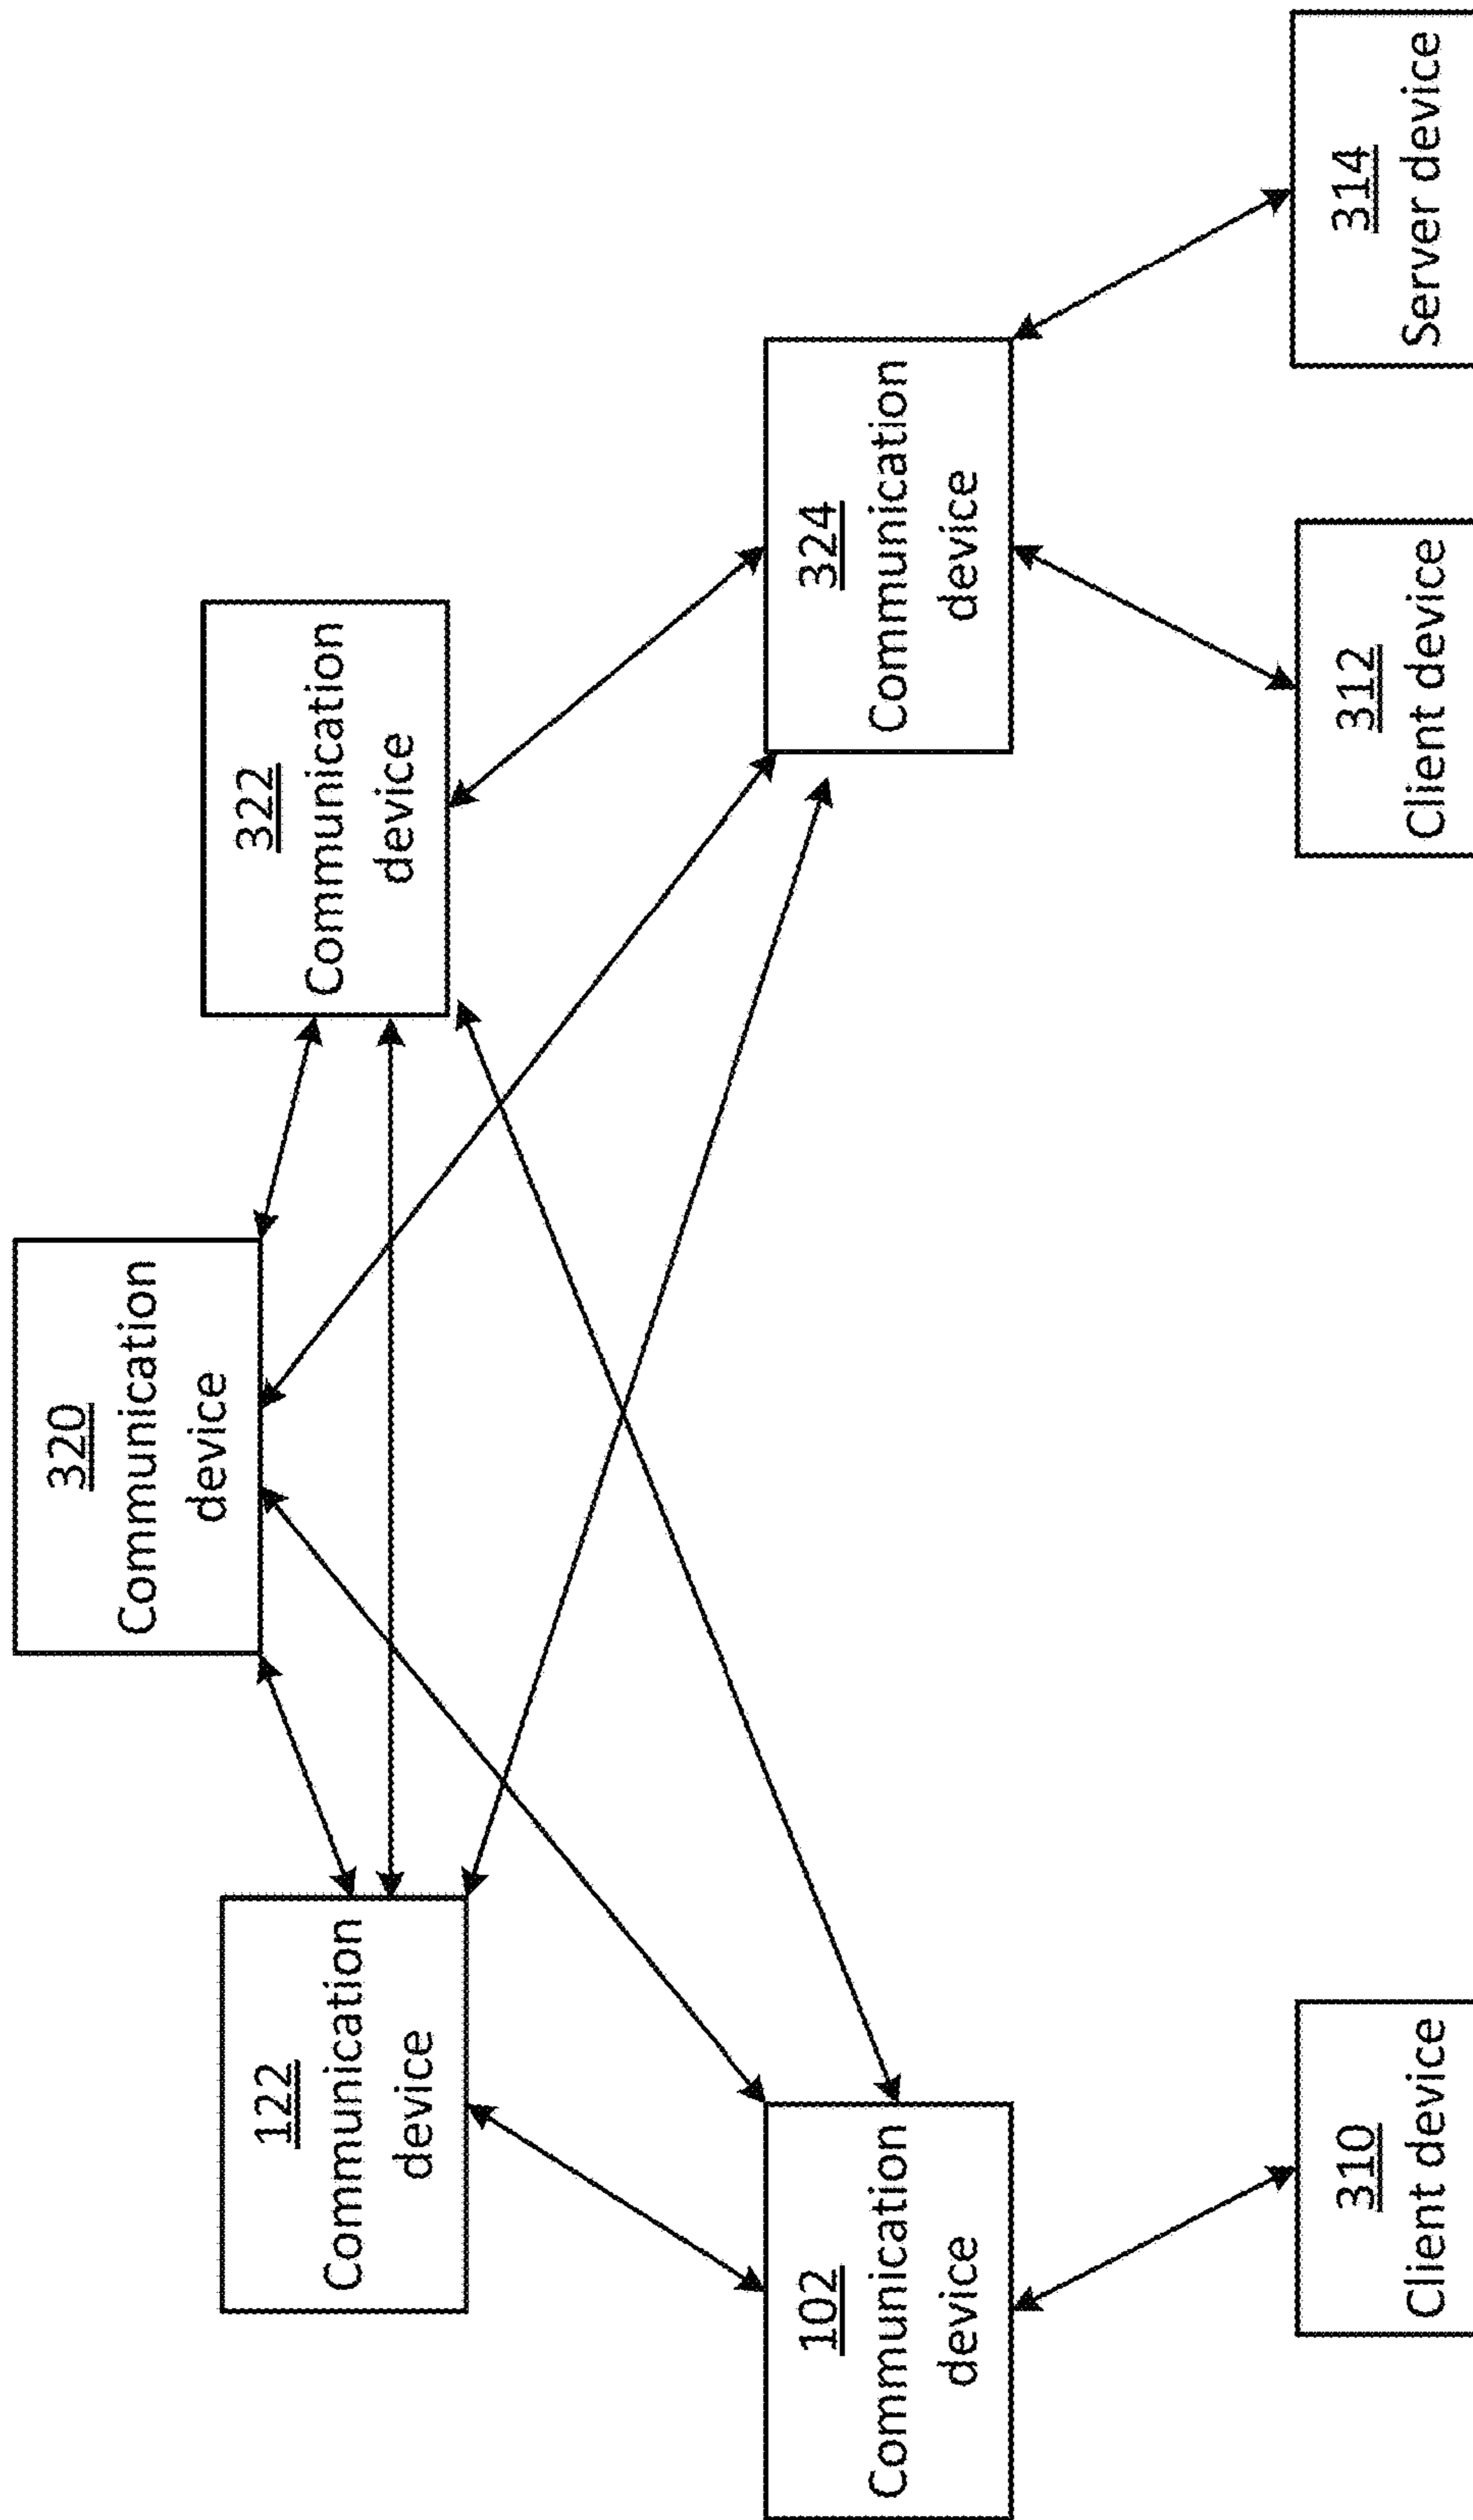 320
Communication
device
122
Communication
device
322
Communication
device
102
Communication
device
324
Communication
device
310
Client device
312
Client device
314
Server device